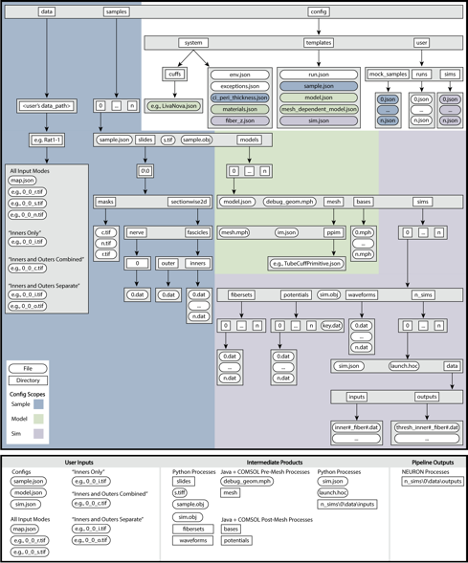 data
samples
config
system
templates
user
cuffs
env.json
exceptions.json
ci_peri_thickness.json
materials.json
fiber_z.json
run.json
sample.json
model.json
mesh_dependent_model.json
sim.json
mock_samples
runs
sims
<user's data_path>
0
...
n
e.g., LivaNova.json
0.json
...
n.json
0.json
...
n.json
0.json
...
n.json
e.g. Rat1-1
sample.json
slides
s.tif
sample.obj
models
All Input Modes
map.json
e.g., 0_0_r.tif
e.g., 0_0_s.tif
e.g., 0_0_n.tif
"Inners Only"
e.g., 0_0_i.tif
"Inners and Outers Combined"
e.g., 0_0_c.tif
"Inners and Outers Separate"
e.g., 0_0_i.tif
e.g., 0_0_o.tif
0\0
0
...
n
masks
sectionwise2d
model.json
debug_geom.mph
mesh
bases
sims
c.tif
n.tif
r.tif
nerve
fascicles
mesh.mph
im.json
ppim
0.mph
...
n.mph
0
...
n
0
outer
inners
e.g., TubeCuffPrimitive.json
0.dat
0.dat
0.dat
...
n.dat
fibersets
potentials
sim.obj
waveforms
n_sims
0
...
n
0
...
n
key.dat
0.dat
...
n.dat
0
...
n
0.dat
...
n.dat
0.dat
...
n.dat
sim.json
launch.hoc
data
inputs
outputs
inner#_fiber#.dat
...
thresh_inner#_fiber#.dat
...
File
Directory
Config Scopes
Sample
Model
Sim
User Inputs
Intermediate Products
Pipeline Outputs
Configs
sample.json
model.json
sim.json
All Input Modes
map.json
e.g., 0_0_r.tif
e.g., 0_0_s.tif
"Inners Only"
e.g., 0_0_i.tif
"Inners and Outers Combined"
e.g., 0_0_c.tif
"Inners and Outers Separate"
e.g., 0_0_i.tif
e.g., 0_0_o.tif
Python Processes
slides
s.tiff
sample.obj
sim.obj
fibersets
waveforms
Java + COMSOL Pre-Mesh Processes
debug_geom.mph
mesh
Java + COMSOL Post-Mesh Processes
bases
potentials
Python Processes
sim.json
launch.hoc
n_sims\0\data\inputs
NEURON Processes
n_sims\0\data\outputs